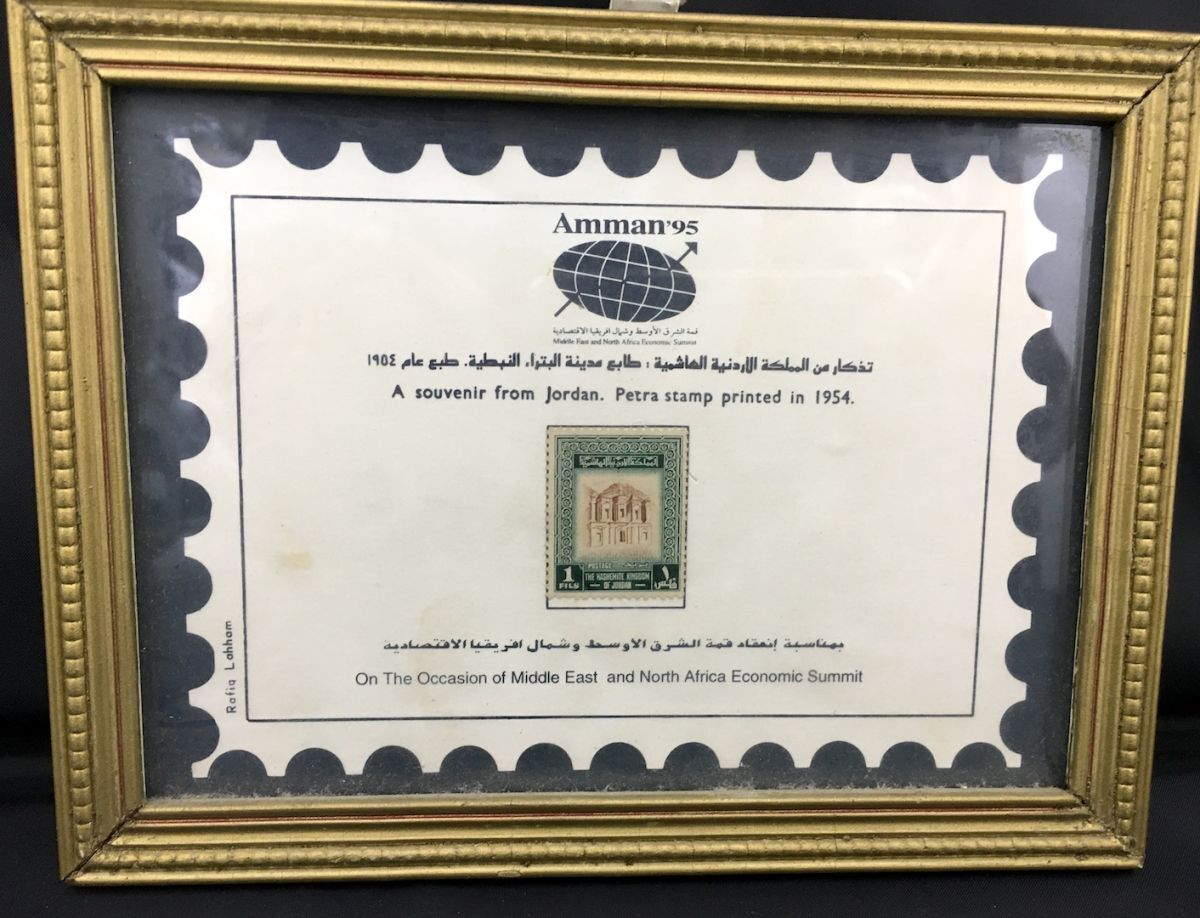 Amman'95
قمة الشرق الأوسط وشمال افريقيا الاقتصادية
Middle East and North Africa Economic Summit
تذكار من المملكة الاردنية الهاشمية : طابع مدينة البتراء النبطية. طبع عام ١٩٥٤
A souvenir from Jordan. Petra stamp printed in 1954.
المملكة الاردنية الهاشمية
POSTAGE بريد
1 FILS THE HASHEMITE KINGDOM OF JORDAN ١ فلس
بمناسبة إنعقاد قمة الشرق الاوسط وشمال افريقيا الاقتصادية
On The Occasion of Middle East and North Africa Economic Summit
Rafiq Lahham